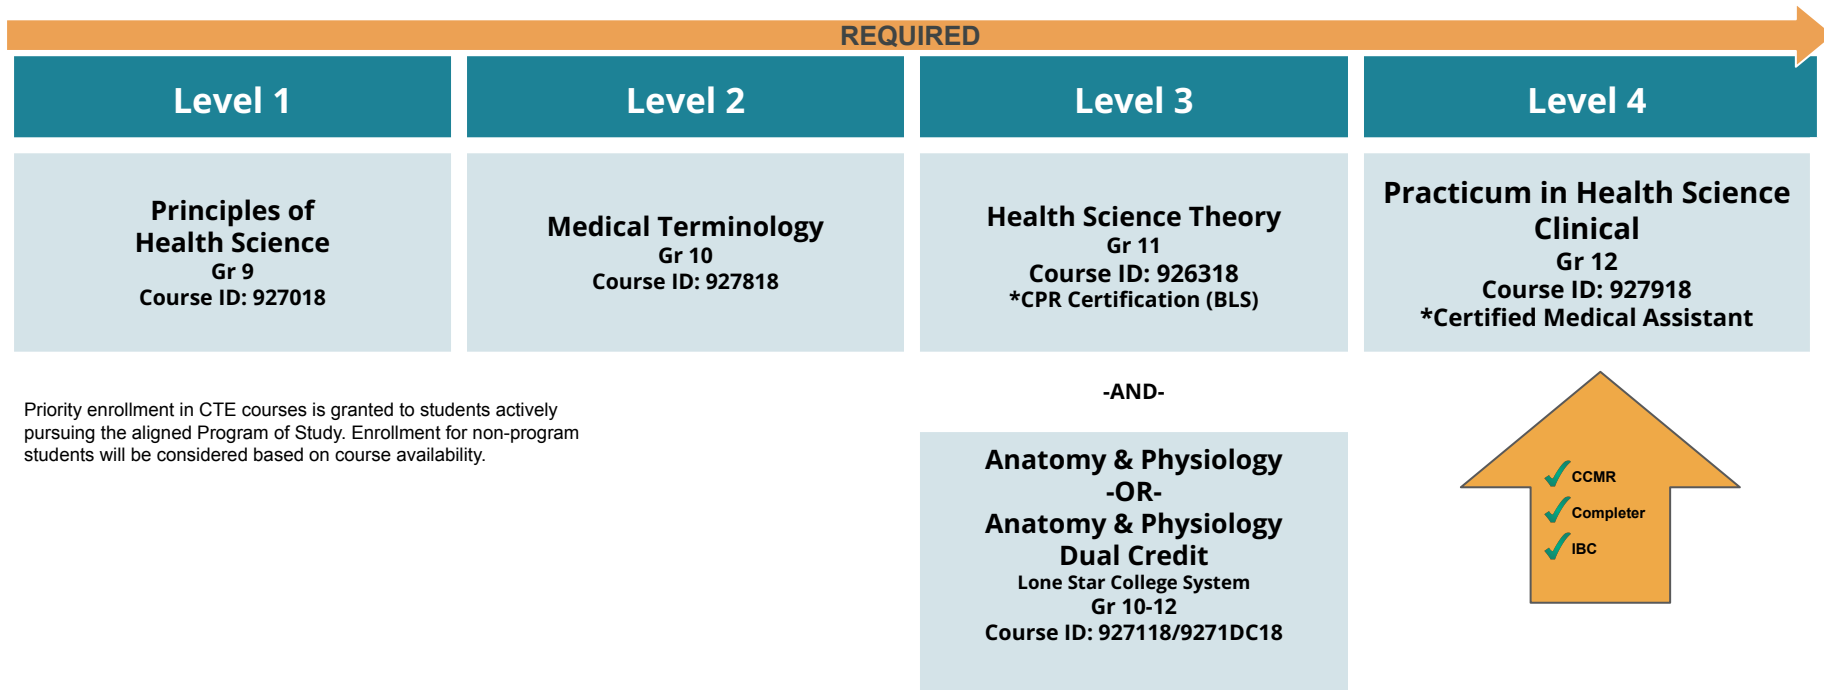 REQUIRED
Level 1
Level 2
Level 3
Level 4
Principles of
Health Science
Gr 9
Course ID: 927018
Medical Terminology
Gr 10
Course ID: 927818
Health Science Theory
Gr 11
Course ID: 926318
*CPR Certification (BLS)
Practicum in Health Science
Clinical
Gr 12
Course ID: 927918
*Certified Medical Assistant
Priority enrollment in CTE courses is granted to students actively
pursuing the aligned Program of Study. Enrollment for non-program
students will be considered based on course availability.
-AND-
Anatomy & Physiology
-OR-
Anatomy & Physiology
Dual Credit
Lone Star College System
Gr 10-12
Course ID: 927118/9271DC18
CCMR
Completer
IBC